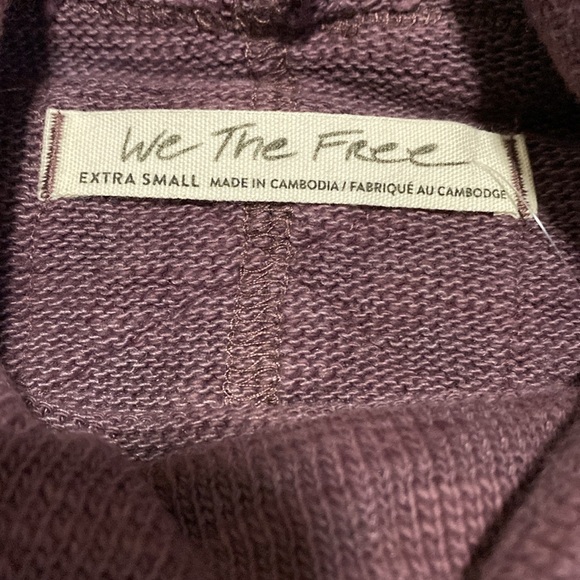 We The Free
EXTRA SMALL MADE IN CAMBODIA / FABRIQUÉ AU CAMBODGE